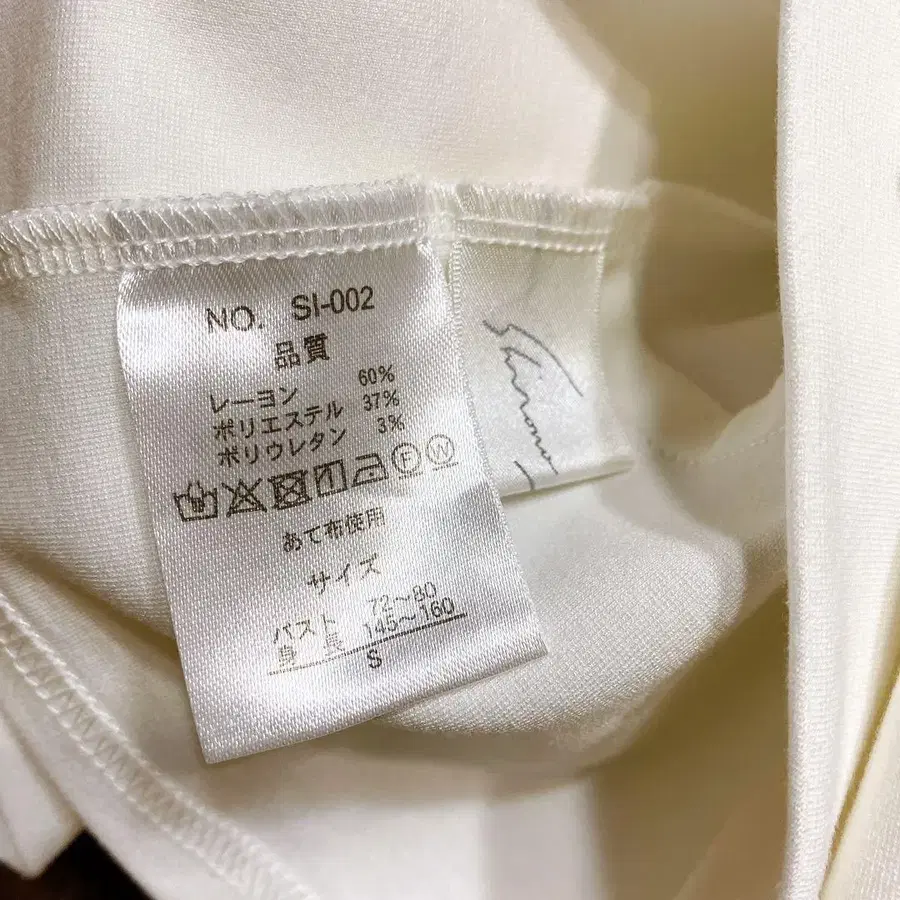 NO. SI-002
品質
レーヨン 60%
ポリエステル 37%
ポリウレタン 3%
F W
あて布使用
サイズ
バスト 72～80
身長 145～160
S